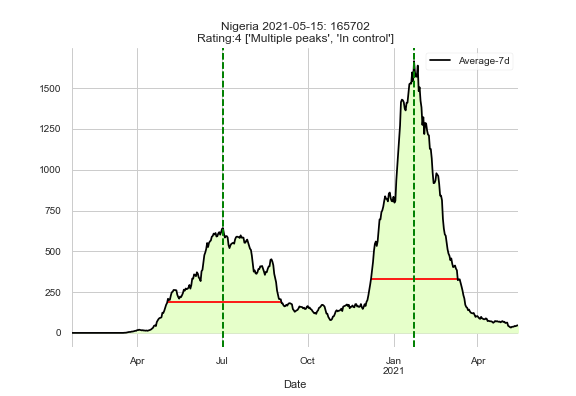 Nigeria 2021-05-15: 165702
Rating:4 ['Multiple peaks', 'In control']
Average-7d
1500
1250
1000
750
500
250
0
Apr
Jul
Oct
Jan
2021
Apr
Date